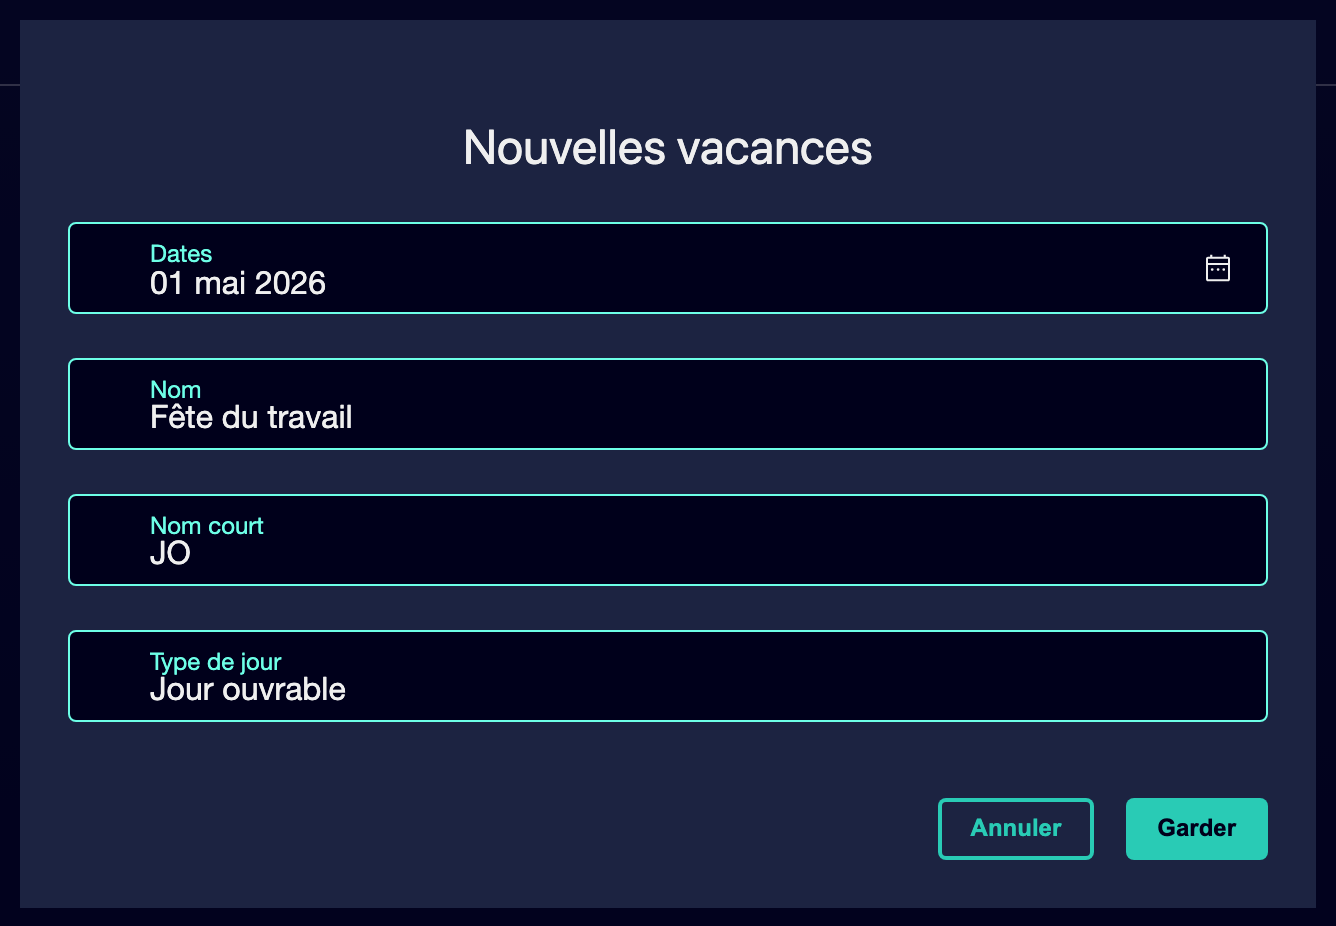 Nouvelles vacances
Dates
01 mai 2026
Nom
Fête du travail
Nom court
JO
Type de jour
Jour ouvrable
Annuler
Garder